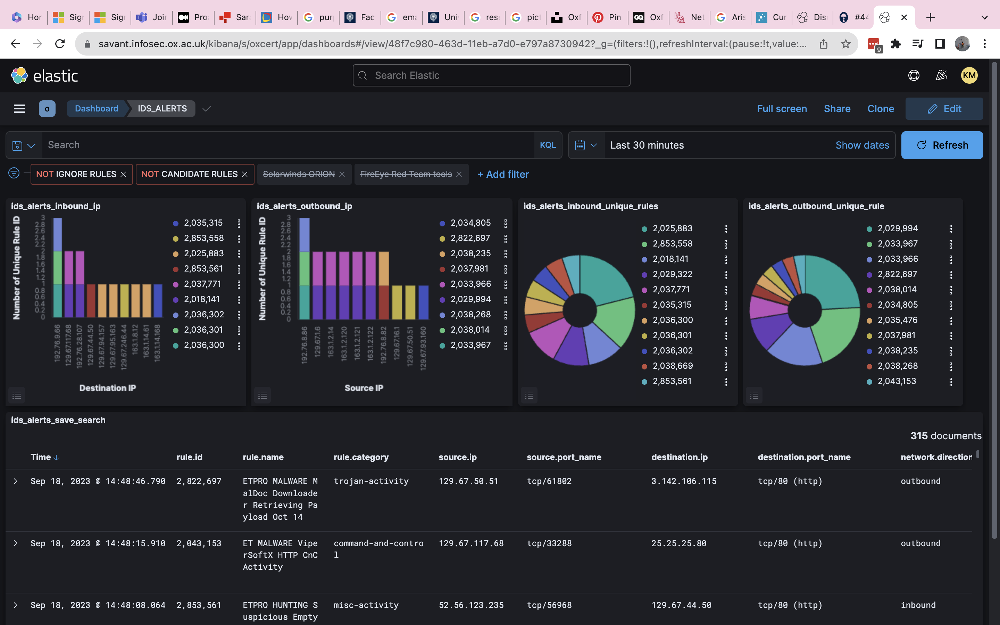 Hor
Sig
Sig
Join
Pro
Sara
How
pur
Fac
ema
Uni
rese
pict
Oxf
Pin
GQ
Oxf
Net
Aris
Cur
Dis
#44
savant.infosec.ox.ac.uk/kibana/s/oxcert/app/dashboards#/view/48f7c980-463d-11eb-a7d0-e797a8730942?_g=(filters:!(),refreshInterval:(pause:!t,value:...
9
elastic
Search Elastic
KM
o
Dashboard
IDS_ALERTS
Full screen
Share
Clone
Edit
Search
KQL
Last 30 minutes
Show dates
Refresh
NOT IGNORE RULES
NOT CANDIDATE RULES
Solarwinds ORION
FireEye Red Team tools
+ Add filter
ids_alerts_inbound_ip
Number of Unique Rule ID
3
2.8
2.6
2.4
2.2
2
1.8
1.6
1.4
1.2
1
0.8
0.6
0.4
0.2
0
192.76.9.66
129.67.117.68
192.76.28.107
129.67.44.50
129.67.94.157
129.67.95.163
129.67.246.44
163.1.8.12
163.1.14.61
163.1.14.168
Destination IP
2,035,315
2,853,558
2,025,883
2,853,561
2,037,771
2,018,141
2,036,302
2,036,301
2,036,300
ids_alerts_outbound_ip
Number of Unique Rule ID
3
2.8
2.6
2.4
2.2
2
1.8
1.6
1.4
1.2
1
0.8
0.6
0.4
0.2
0
192.76.8.86
129.67.1.6
163.1.2.14
163.1.2.120
163.1.2.121
163.1.2.122
192.76.8.82
129.67.16.1
129.67.50.51
129.67.93.160
Source IP
2,034,805
2,822,697
2,038,235
2,037,981
2,033,966
2,029,994
2,038,268
2,038,014
2,033,967
ids_alerts_inbound_unique_rules
2,025,883
2,853,558
2,018,141
2,029,322
2,037,771
2,035,315
2,036,300
2,036,301
2,036,302
2,038,669
2,853,561
ids_alerts_outbound_unique_rule
2,029,994
2,033,967
2,033,966
2,822,697
2,038,014
2,034,805
2,035,476
2,037,981
2,038,235
2,038,268
2,043,153
ids_alerts_save_search
315 documents
Time rule.id rule.name rule.category source.ip source.port_name destination.ip destination.port_name network.direction
Sep 18, 2023 @ 14:48:46.790 2,822,697 ETPRO MALWARE M trojan-activity 129.67.50.51 tcp/61802 3.142.106.115 tcp/80 (http) outbound
alDoc Downloade
r Retrieving Pa
yload Oct 14
Sep 18, 2023 @ 14:48:15.910 2,043,153 ET MALWARE Vipe command-and-contro 129.67.117.68 tcp/33288 25.25.25.80 tcp/80 (http) outbound
rSoftX HTTP CnC l
Activity
Sep 18, 2023 @ 14:48:08.064 2,853,561 ETPRO HUNTING S misc-activity 52.56.123.235 tcp/56968 129.67.44.50 tcp/80 (http) inbound
uspicious Empty